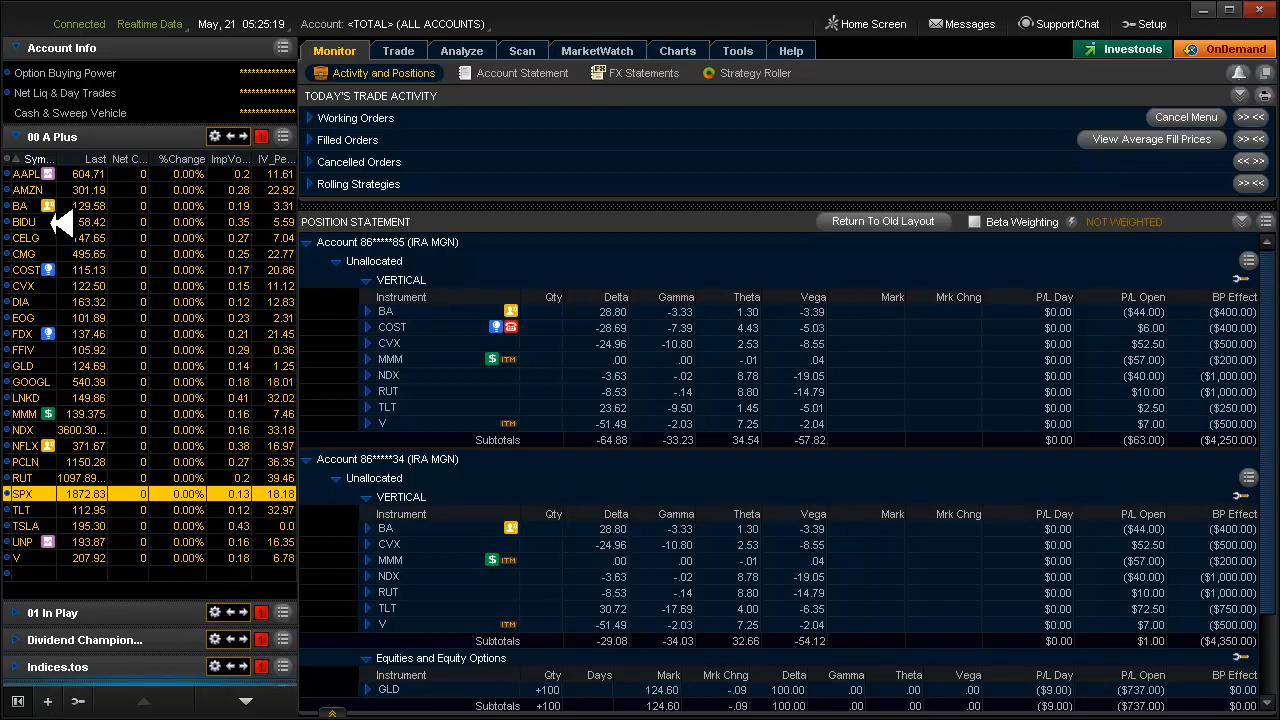 Connected Realtime Data May, 21 05:25:19 Account: <TOTAL> (ALL ACCOUNTS) Home Screen Messages Support/Chat Setup
Account Info
Option Buying Power ************
Net Liq & Day Trades ************
Cash & Sweep Vehicle ************
00 A Plus 1
Sym... Last Net C... %Change ImpVo... IV_Pe...
AAPL 604.71 0 0.00% 0.2 11.61
AMZN 301.19 0 0.00% 0.28 22.92
BA 129.58 0 0.00% 0.19 3.31
BIDU 58.42 0 0.00% 0.35 5.59
CELG 147.65 0 0.00% 0.27 7.04
CMG 495.65 0 0.00% 0.25 22.77
COST 115.13 0 0.00% 0.17 20.86
CVX 122.50 0 0.00% 0.15 11.12
DIA 163.32 0 0.00% 0.12 12.83
EOG 101.89 0 0.00% 0.23 2.31
FDX 137.46 0 0.00% 0.21 21.45
FFIV 105.92 0 0.00% 0.29 0.36
GLD 124.69 0 0.00% 0.14 1.25
GOOGL 540.39 0 0.00% 0.18 18.01
LNKD 149.86 0 0.00% 0.41 32.02
MMM $ 139.375 0 0.00% 0.16 7.46
NDX 3600.30... 0 0.00% 0.16 33.18
NFLX 371.67 0 0.00% 0.38 16.97
PCLN 1150.28 0 0.00% 0.27 36.35
RUT 1097.89... 0 0.00% 0.2 39.46
SPX 1872.83 0 0.00% 0.13 18.18
TLT 112.95 0 0.00% 0.12 32.97
TSLA 195.30 0 0.00% 0.43 0.0
UNP 193.87 0 0.00% 0.16 16.35
V 207.92 0 0.00% 0.18 6.78
01 In Play 1
Dividend Champion... 1
Indices.tos 1
Monitor Trade Analyze Scan MarketWatch Charts Tools Help Investools OnDemand
Activity and Positions Account Statement FX Statements Strategy Roller
TODAY'S TRADE ACTIVITY
Working Orders Cancel Menu >> <<
Filled Orders View Average Fill Prices >> <<
Cancelled Orders << >>
Rolling Strategies >> <<
POSITION STATEMENT Return To Old Layout Beta Weighting NOT WEIGHTED
Account 86*****85 (IRA MGN)
Unallocated
VERTICAL
Instrument Qty Delta Gamma Theta Vega Mark Mrk Chng P/L Day P/L Open BP Effect
BA 28.80 -3.33 1.30 $0.00 ($44.00) ($400.00)
COST -28.69 -7.39 4.43 $0.00 $6.00 ($400.00)
CVX -24.96 -10.80 2.53 -8.55 $0.00 $52.50 ($500.00)
MMM $ ITM .00 .00 -.01 .04 $0.00 ($57.00) ($200.00)
NDX -3.63 -.02 8.78 -19.05 $0.00 ($40.00) ($1,000.00)
RUT -8.53 -.14 8.80 -14.79 $0.00 $10.00 ($1,000.00)
TLT 23.62 -9.50 1.45 -5.01 $0.00 $2.50 ($250.00)
V ITM -51.49 -2.03 7.25 -2.04 $0.00 ($500.00)
Subtotals -33.23 $0.00 ($4,250.00)
Account 86*****34 (IRA MGN)
Unallocated
VERTICAL
Instrument Qty Delta Gamma Theta Vega Mark Mrk Chng P/L Day P/L Open BP Effect
BA 28.80 -3.33 1.30 $0.00 ($44.00) ($400.00)
CVX -24.96 -10.80 2.53 -8.55 $0.00 $52.50 ($500.00)
MMM $ ITM .00 .00 -.01 .04 $0.00 ($57.00) ($200.00)
NDX -3.63 -.02 8.78 -19.05 $0.00 ($40.00) ($1,000.00)
RUT -8.53 -.14 8.80 $0.00 $10.00 ($1,000.00)
TLT 30.72 4.00 -6.35 $0.00 $72.50 ($750.00)
V ITM -51.49 -2.03 7.25 -2.04 $0.00 ($500.00)
Subtotals -29.08 -34.03 32.66 -54.12 $0.00 $1.00 ($4,350.00)
Equities and Equity Options
Instrument Qty Days Mark Mrk Chng Delta Gamma Theta Vega P/L Day P/L Open BP Effect
GLD +100 124.60 -.09 100.00 .00 .00 .00 ($9.00) ($737.00) $0.00
Subtotals +100 124.60 -.09 100.00 .00 .00 .00 ($9.00) ($737.00) $0.00